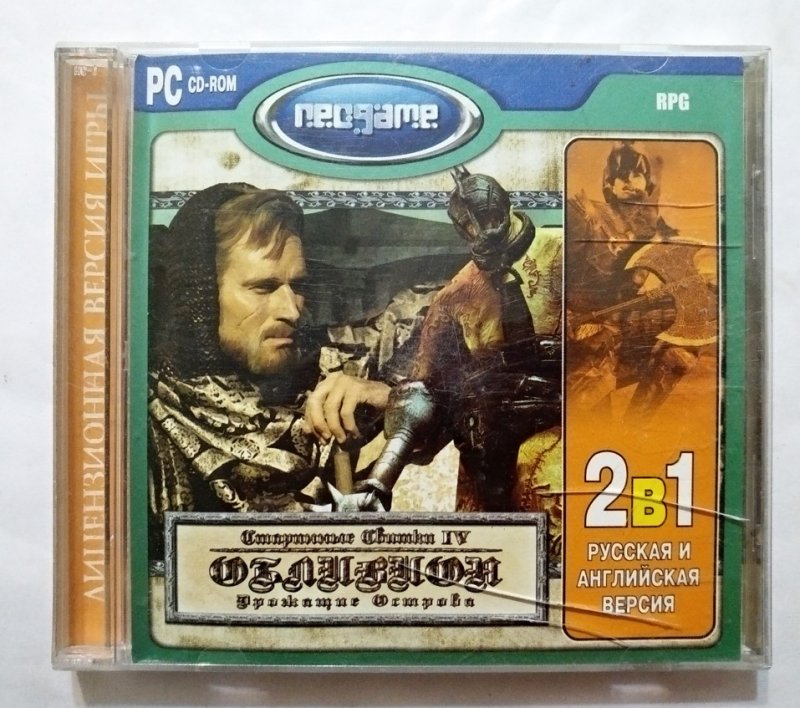 PC CD-ROM
neogame
RPG
ЛИЦЕНЗИОННАЯ ВЕРСИЯ ИГРЫ
2в1
РУССКАЯ И
АНГЛИЙСКАЯ
ВЕРСИЯ
Старинные Свитки IV
ОБЛИВИОН
Дрожащие Острова